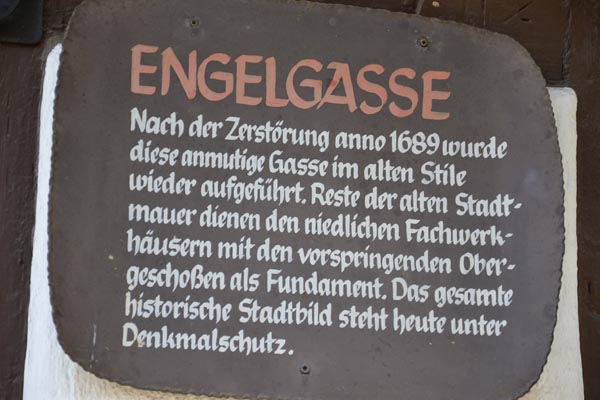 ENGELGASSE
Nach der Zerstörung anno 1689 wurde
diese anmutige Gasse im alten Stile
wieder aufgeführt. Reste der alten Stadt-
mauer dienen den niedlichen Fachwerk-
häusern mit den vorspringenden Ober-
geschoßen als Fundament. Das gesamte
historische Stadtbild steht heute unter
Denkmalschutz.